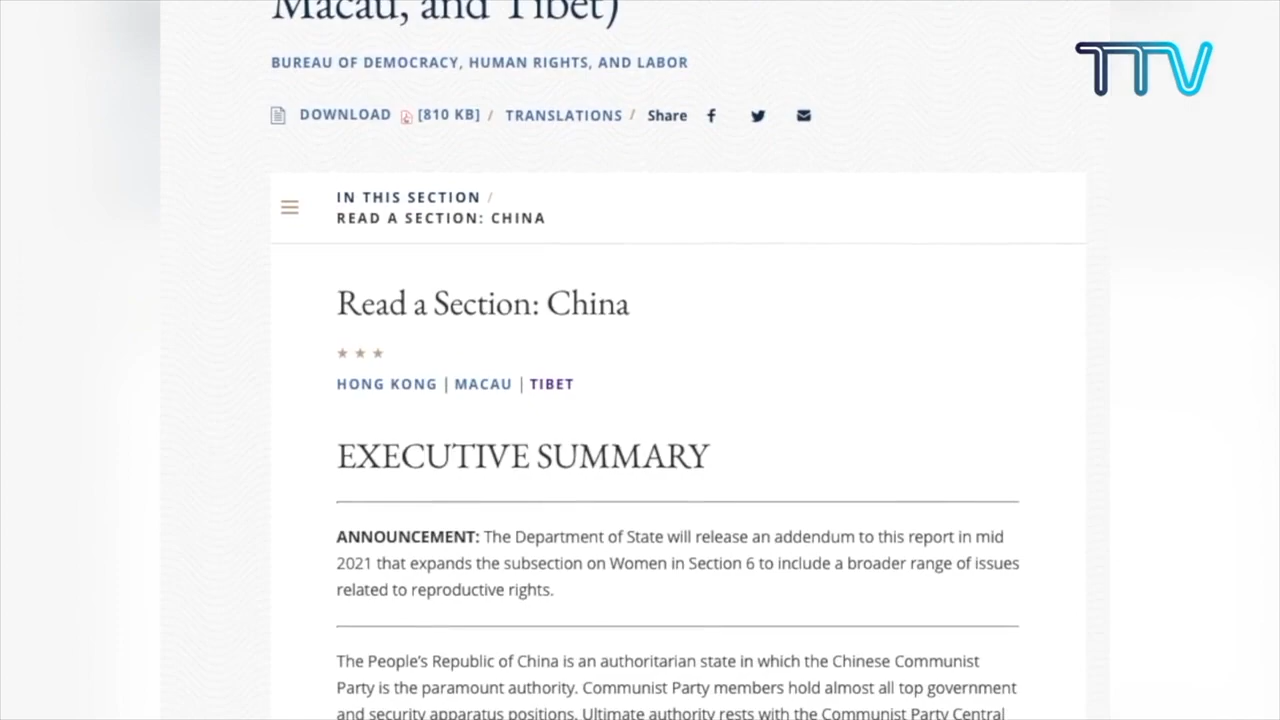 Macau, and Tibet)
TTV
BUREAU OF DEMOCRACY, HUMAN RIGHTS, AND LABOR
DOWNLOAD [810 KB] / TRANSLATIONS / Share
IN THIS SECTION /
READ A SECTION: CHINA
Read a Section: China
HONG KONG | MACAU | TIBET
EXECUTIVE SUMMARY
ANNOUNCEMENT: The Department of State will release an addendum to this report in mid
2021 that expands the subsection on Women in Section 6 to include a broader range of issues
related to reproductive rights.
The People’s Republic of China is an authoritarian state in which the Chinese Communist
Party is the paramount authority. Communist Party members hold almost all top government
and security apparatus positions. Ultimate authority rests with the Communist Party Central